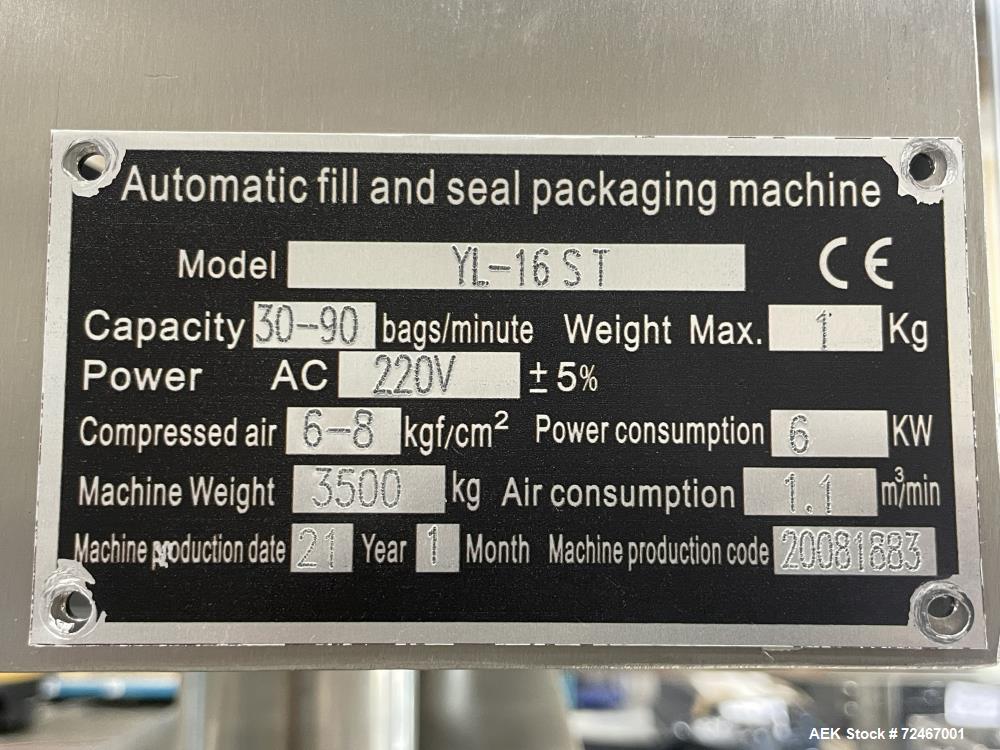 Automatic fill and seal packaging machine
Model YL-16ST CE
Capacity 30-90 bags/minute Weight Max. 1 Kg
Power AC 220V ±5%
Compressed air 6-8 kgf/cm² Power consumption 6 KW
Machine Weight 3500 kg Air consumption 1.1 m³/min
Machine production date 21 Year 1 Month Machine production code 20081883
AEK Stock # 72467001